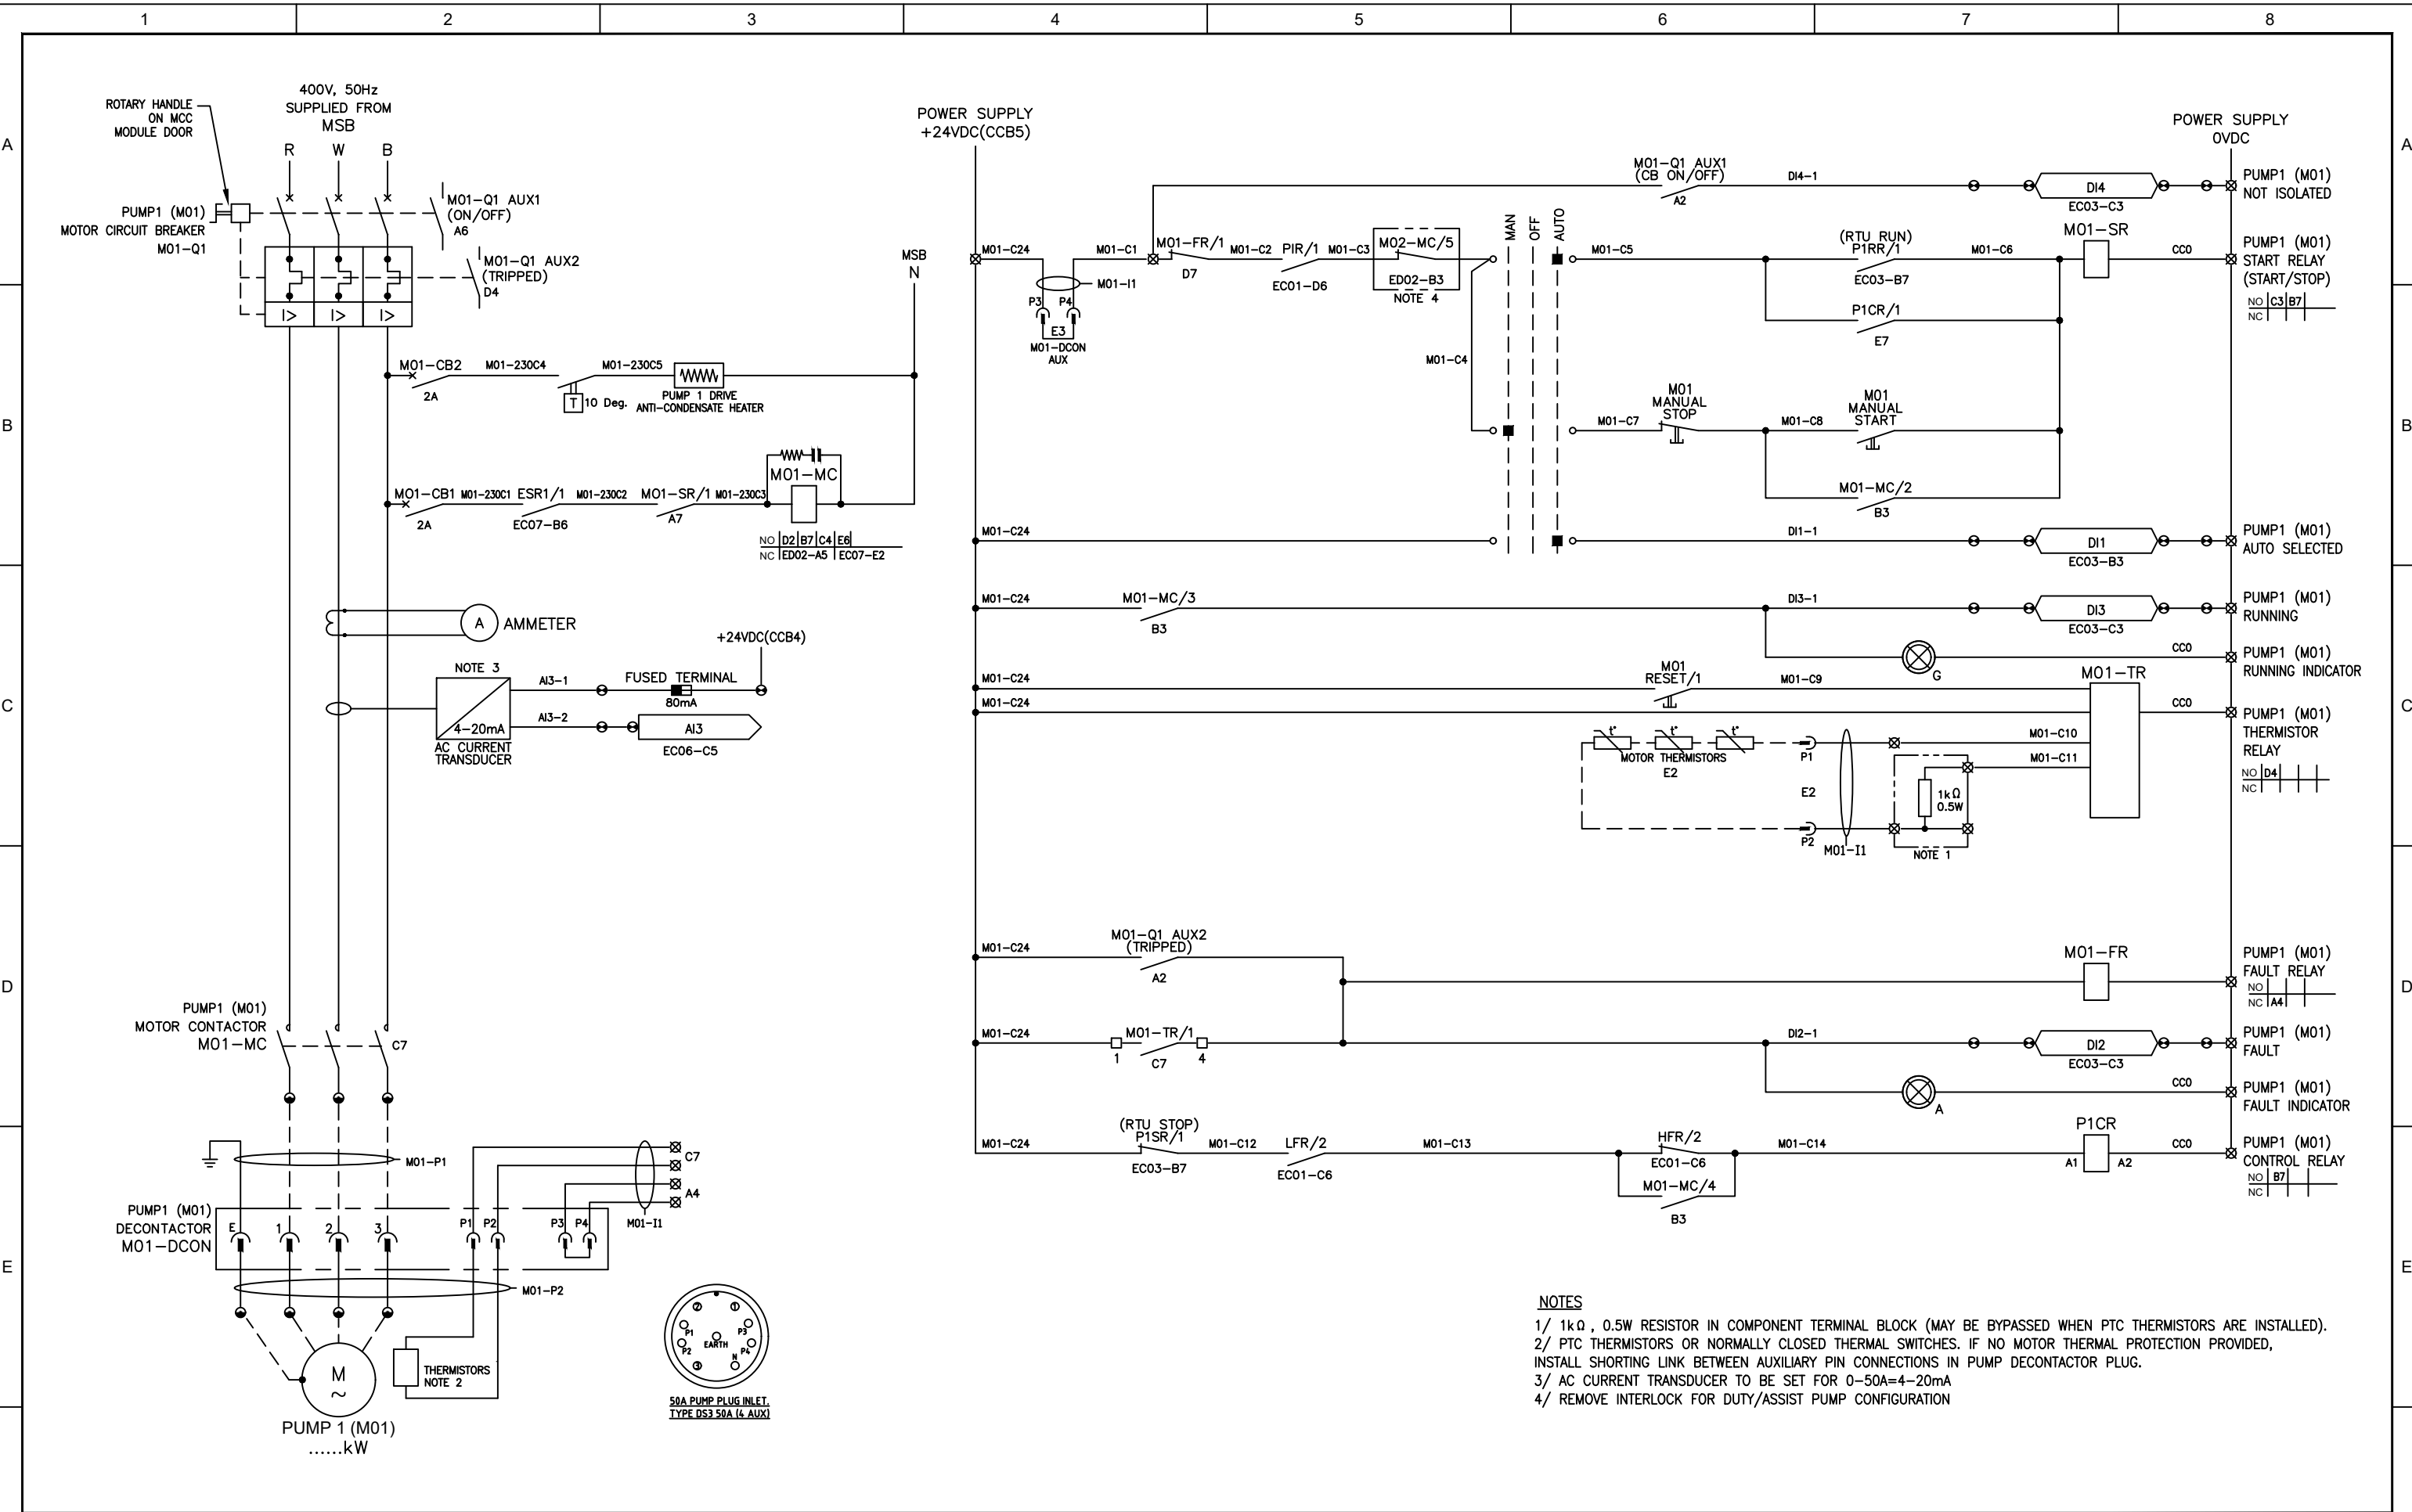 1 2 3 4 5 6 7 8
A
B
C
D
E
A
B
C
D
E
ROTARY HANDLE
ON MCC
MODULE DOOR
400V, 50Hz
SUPPLIED FROM
MSB
R W B
PUMP1 (M01)
MOTOR CIRCUIT BREAKER
M01-Q1
M01-Q1 AUX1
(ON/OFF)
A6
M01-Q1 AUX2
(TRIPPED)
D4
I> I> I>
MSB
N
M01-CB2
2A
M01-230C4
T 10 Deg.
M01-230C5
PUMP 1 DRIVE
ANTI-CONDENSATE HEATER
M01-CB1
2A
M01-230C1
ESR1/1
EC07-B6
M01-230C2
M01-SR/1
A7
M01-230C3
M01-MC
NO D2 B7 C4 E6
NC ED02-A5 EC07-E2
A AMMETER
NOTE 3
4-20mA
AC CURRENT
TRANSDUCER
AI3-1
FUSED TERMINAL
80mA
+24VDC(CCB4)
AI3-2
AI3
EC06-C5
PUMP1 (M01)
MOTOR CONTACTOR
M01-MC
C7
M01-P1
PUMP1 (M01)
DECONTACTOR
M01-DCON
E 1 2 3 P1 P2 P3 P4
C7
A4
M01-I1
M01-P2
M
~
THERMISTORS
NOTE 2
PUMP 1 (M01)
......kW
2 1
P1 P3
EARTH
P2 P4
3 N
50A PUMP PLUG INLET.
TYPE DS3 50A (4 AUX)
POWER SUPPLY
+24VDC(CCB5)
POWER SUPPLY
0VDC
M01-Q1 AUX1
(CB ON/OFF)
A2
DI4-1
DI4
EC03-C3
PUMP1 (M01)
NOT ISOLATED
M01-C24
P3 P4
E3
M01-DCON
AUX
M01-I1
M01-C1
M01-FR/1
D7
M01-C2
PIR/1
EC01-D6
M01-C3
M02-MC/5
ED02-B3
NOTE 4
MAN
OFF
AUTO
M01-C5
(RTU RUN)
P1RR/1
EC03-B7
M01-C6
M01-SR
CC0
PUMP1 (M01)
START RELAY
(START/STOP)
NO C3 B7
NC
P1CR/1
E7
M01-C4
M01-C7
M01
MANUAL
STOP
M01-C8
M01
MANUAL
START
M01-MC/2
B3
M01-C24
DI1-1
DI1
EC03-B3
PUMP1 (M01)
AUTO SELECTED
M01-C24
M01-MC/3
B3
DI3-1
DI3
EC03-C3
PUMP1 (M01)
RUNNING
G
CC0
PUMP1 (M01)
RUNNING INDICATOR
M01-C24
M01
RESET/1
M01-C9
M01-TR
M01-C24
CC0
PUMP1 (M01)
THERMISTOR
RELAY
NO D4
NC
t° t° t°
MOTOR THERMISTORS
E2
P1
E2
P2
M01-I1
M01-C10
M01-C11
1kΩ
0.5W
NOTE 1
M01-C24
M01-Q1 AUX2
(TRIPPED)
A2
M01-FR
PUMP1 (M01)
FAULT RELAY
NO
NC A4
M01-C24
M01-TR/1
1 4
C7
DI2-1
DI2
EC03-C3
PUMP1 (M01)
FAULT
A
CC0
PUMP1 (M01)
FAULT INDICATOR
M01-C24
(RTU STOP)
P1SR/1
EC03-B7
M01-C12
LFR/2
EC01-C6
M01-C13
HFR/2
EC01-C6
M01-MC/4
B3
M01-C14
P1CR
A1 A2
CC0
PUMP1 (M01)
CONTROL RELAY
NO B7
NC
NOTES
1/ 1kΩ, 0.5W RESISTOR IN COMPONENT TERMINAL BLOCK (MAY BE BYPASSED WHEN PTC THERMISTORS ARE INSTALLED).
2/ PTC THERMISTORS OR NORMALLY CLOSED THERMAL SWITCHES. IF NO MOTOR THERMAL PROTECTION PROVIDED,
INSTALL SHORTING LINK BETWEEN AUXILIARY PIN CONNECTIONS IN PUMP DECONTACTOR PLUG.
3/ AC CURRENT TRANSDUCER TO BE SET FOR 0-50A=4-20mA
4/ REMOVE INTERLOCK FOR DUTY/ASSIST PUMP CONFIGURATION